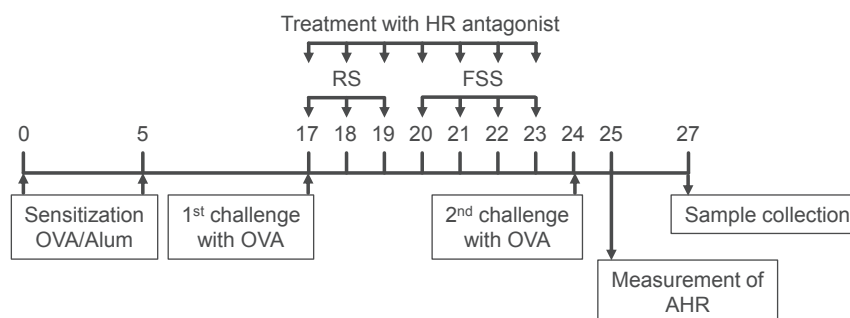 Treatment with HR antagonist
RS FSS
0 5 17 18 19 20 21 22 23 24 25 27
Sensitization
OVA/Alum
1st challenge
with OVA
2nd challenge
with OVA
Sample collection
Measurement of
AHR